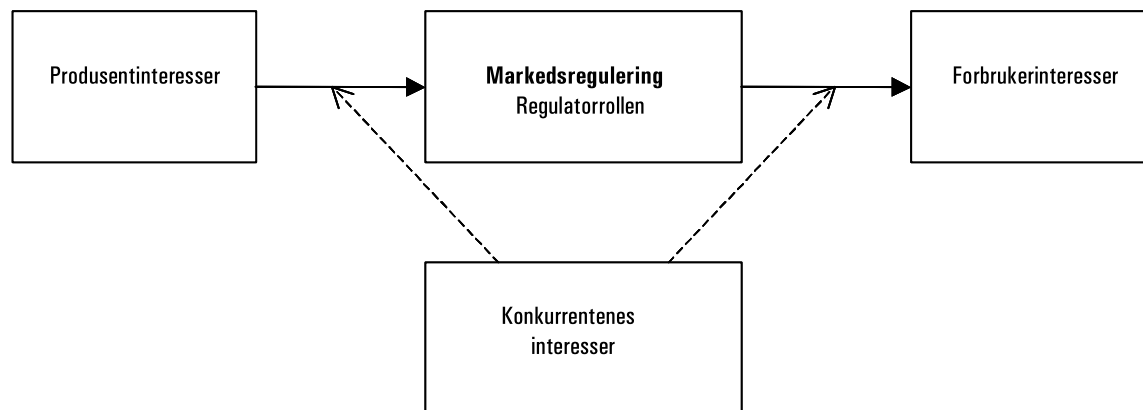 Produsentinteresser
Markedsregulering
Regulatorrollen
Forbrukerinteresser
Konkurrentenes
interesser